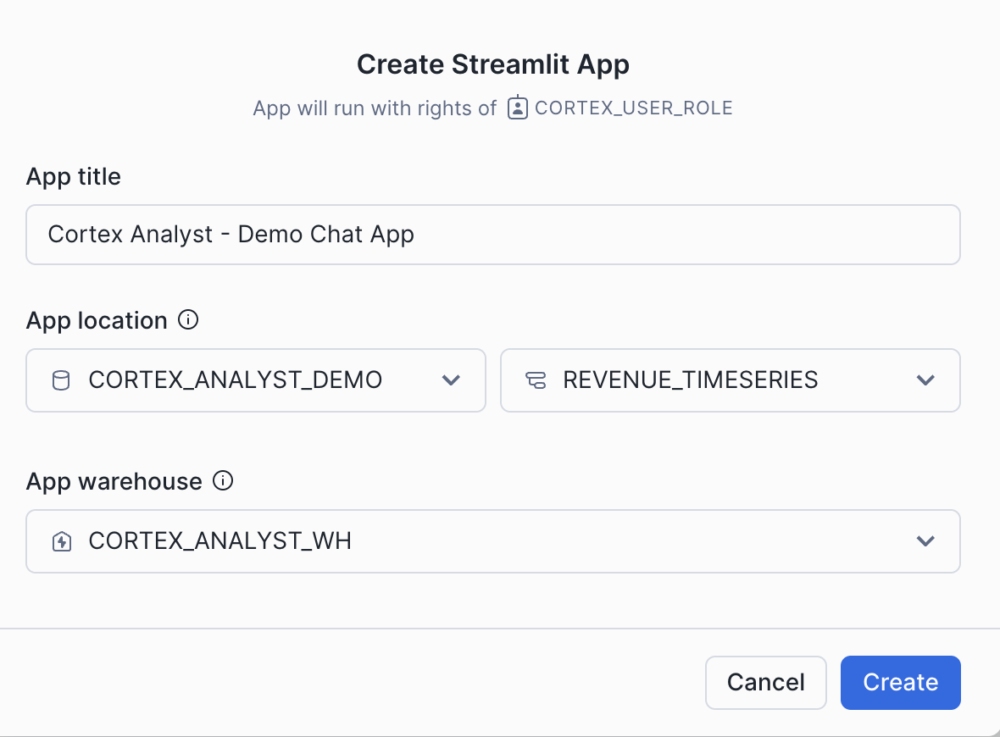 Create Streamlit App
App will run with rights of CORTEX_USER_ROLE
App title
Cortex Analyst - Demo Chat App
App location
CORTEX_ANALYST_DEMO REVENUE_TIMESERIES
App warehouse
CORTEX_ANALYST_WH
Cancel Create